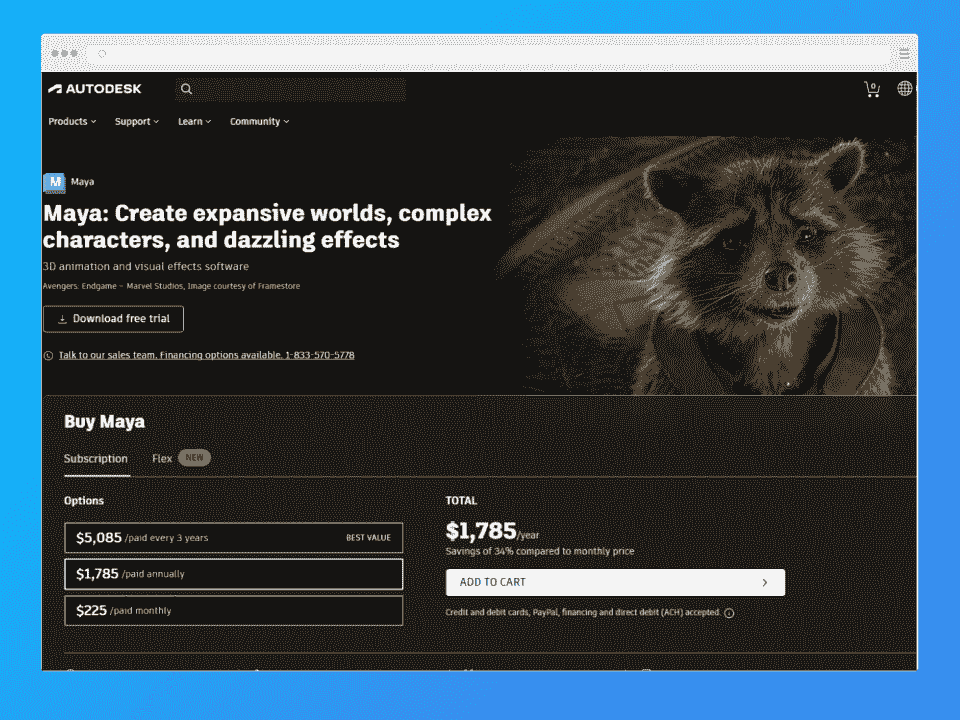 AUTODESK
0
Products Support Learn Community
M Maya
Maya: Create expansive worlds, complex
characters, and dazzling effects
3D animation and visual effects software
Avengers: Endgame – Marvel Studios, Image courtesy of Framestore
Download free trial
Talk to our sales team. Financing options available. 1-833-570-5778
Buy Maya
Subscription Flex NEW
Options
$5,085 /paid every 3 years BEST VALUE
$1,785 /paid annually
$225 /paid monthly
TOTAL
$1,785/year
Savings of 34% compared to monthly price
ADD TO CART
Credit and debit cards, PayPal, financing and direct debit (ACH) accepted.